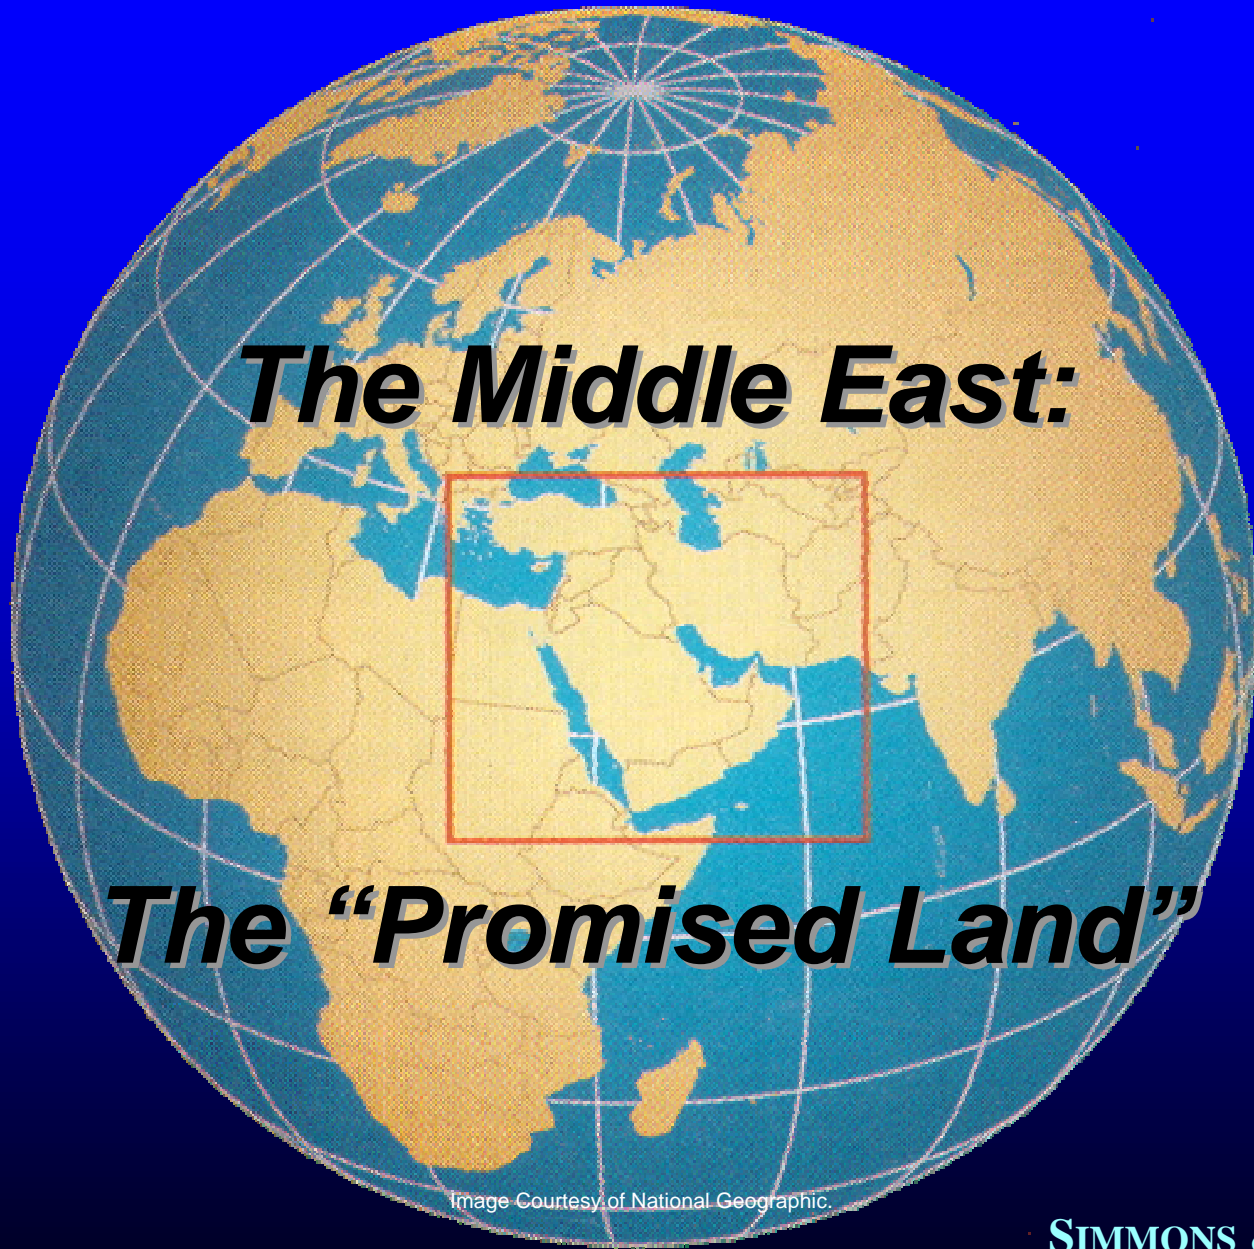 The Middle East:
The “Promised Land”
Image Courtesy of National Geographic.
SIMMONS